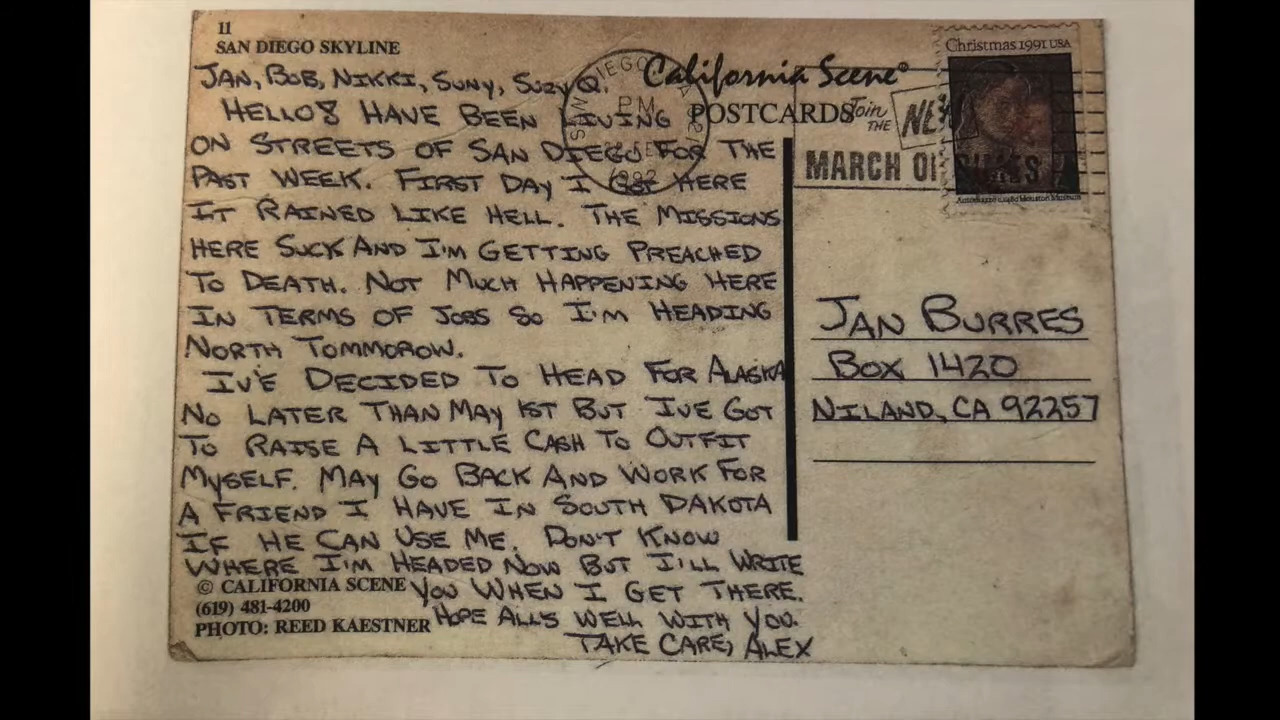 11
SAN DIEGO SKYLINE
California Scene®
POSTCARDS
JAN, BOB, NIKKI, SUNY, SUZY Q.
HELLO8 HAVE BEEN LIVING
ON STREETS OF SAN DIEGO FOR THE
PAST WEEK. FIRST DAY I GOT HERE
IT RAINED LIKE HELL. THE MISSIONS
HERE SUCK AND I'M GETTING PREACHED
TO DEATH. NOT MUCH HAPPENING HERE
IN TERMS OF JOBS SO I'M HEADING
NORTH TOMMOROW.
IV'E DECIDED TO HEAD FOR ALASKA
NO LATER THAN MAY 1ST BUT I'VE GOT
TO RAISE A LITTLE CASH TO OUTFIT
MYSELF. MAY GO BACK AND WORK FOR
A FRIEND I HAVE IN SOUTH DAKOTA
IF HE CAN USE ME. DON'T KNOW
WHERE I'M HEADED NOW BUT I'LL WRITE
YOU WHEN I GET THERE.
HOPE ALL'S WELL WITH YOU.
TAKE CARE, ALEX
© CALIFORNIA SCENE
(619) 481-4200
PHOTO: REED KAESTNER
SAN DIEGO
PM
1992
Join
THE
MARCH OF DIMES
Christmas 1991 USA
JAN BURRES
BOX 1420
NILAND, CA 92257